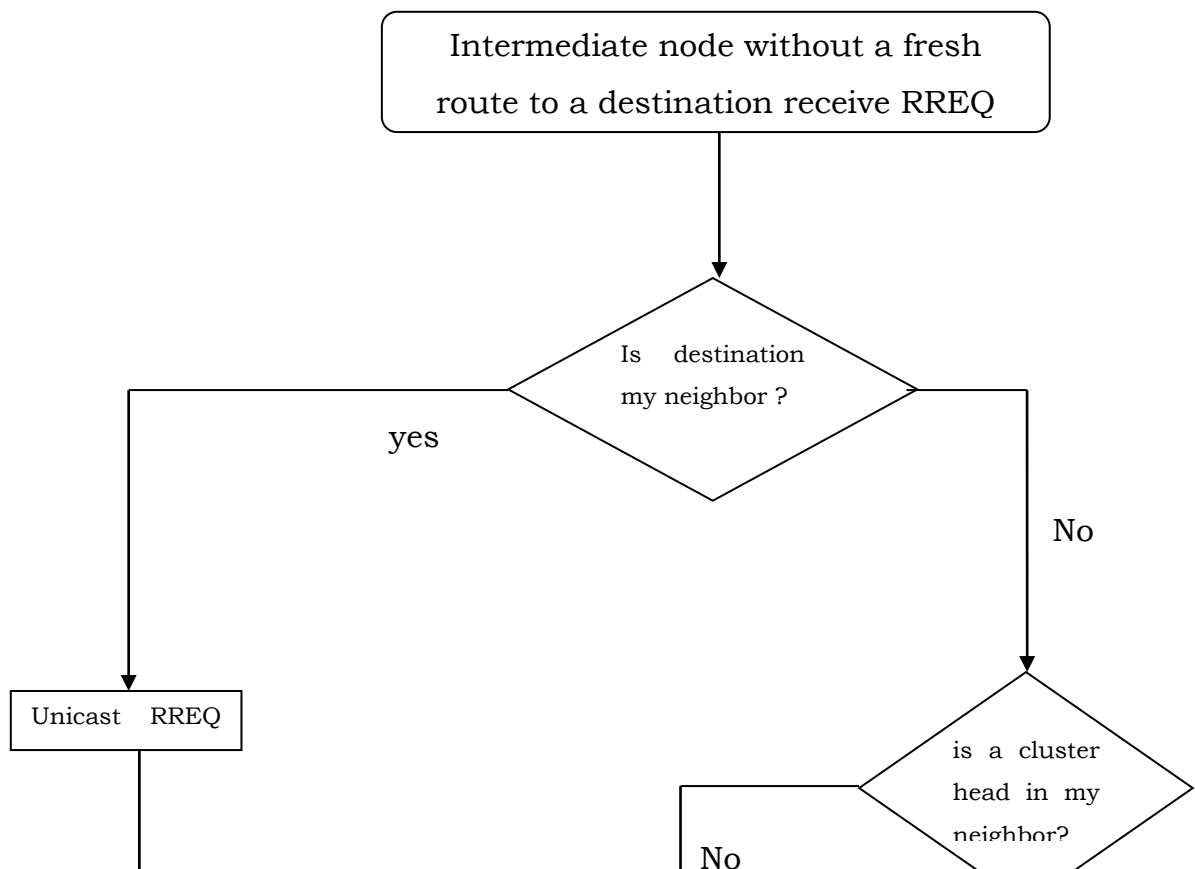 Intermediate node without a fresh
route to a destination receive RREQ
Is destination
my neighbor ?
yes
No
Unicast RREQ
is a cluster
head in my
neighbor?
No